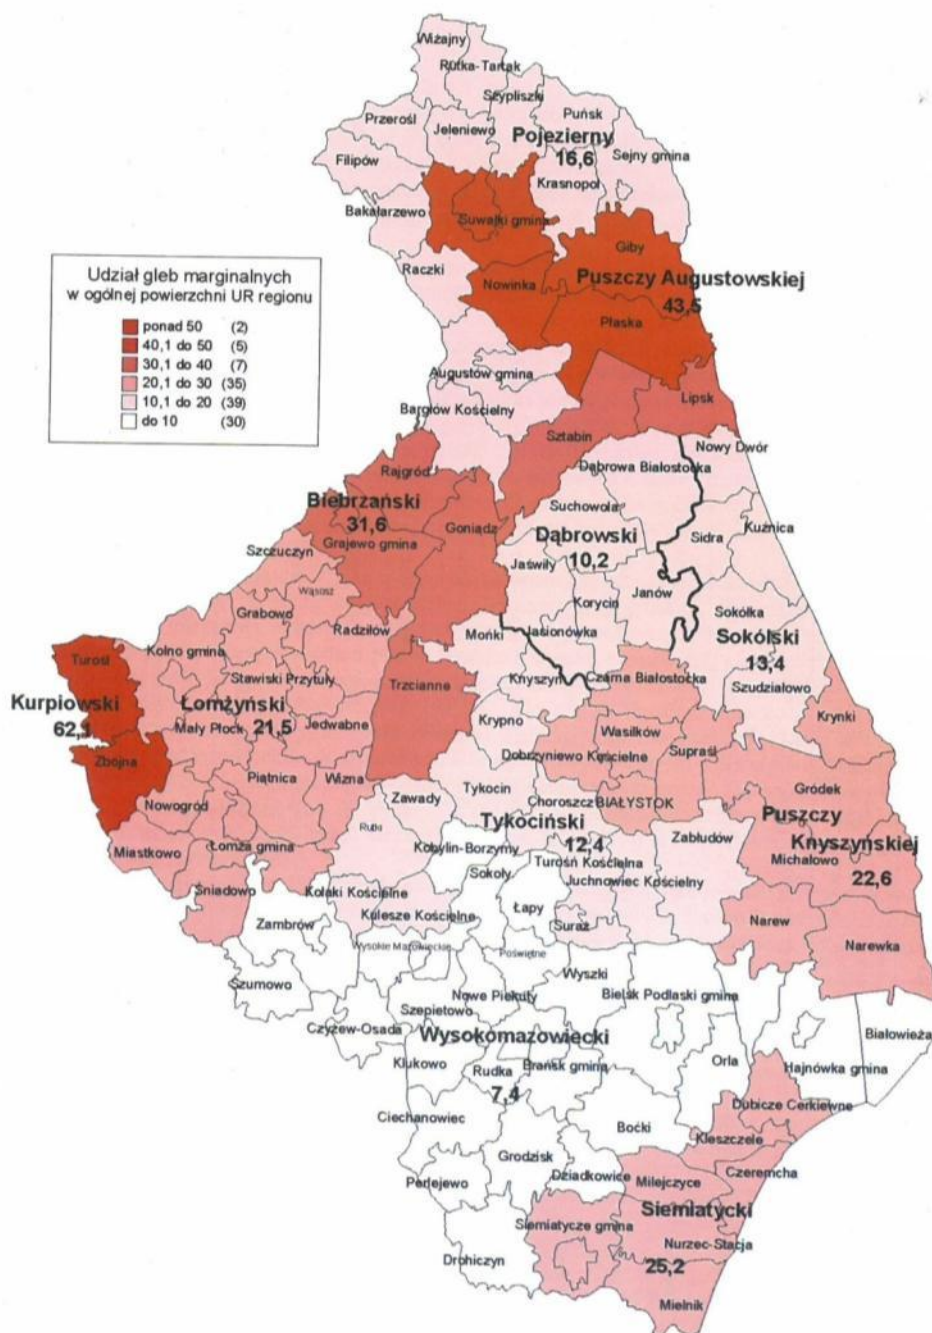 Wiżajny
Rutka-Tartak
Szypliszki
Puńsk
Przerośl
Jeleniewo
Pojezierny
16,6
Sejny gmina
Filipów
Krasnopol
Bakałarzewo
Suwałki gmina
Giby
Udział gleb marginalnych
w ogólnej powierzchni UR regionu
ponad 50 (2)
40,1 do 50 (5)
30,1 do 40 (7)
20,1 do 30 (35)
10,1 do 20 (39)
do 10 (30)
Raczki
Nowinka
Puszczy Augustowskiej
43,5
Płaska
Augustów gmina
Bargłów Kościelny
Lipsk
Sztabin
Nowy Dwór
Dąbrowa Białostocka
Rajgród
Biebrzański
31,6
Suchowola
Goniądz
Dąbrowski
10,2
Sidra
Kuźnica
Grajewo gmina
Szczuczyn
Jaświły
Janów
Wąsosz
Korycin
Grabowo
Radziłów
Mońki
Jasionówka
Sokółka
Sokólski
13,4
Turośl
Kolno gmina
Stawiski
Przytuły
Trzcianne
Knyszyn
Czarna Białostocka
Szudziałowo
Kurpiowski
62,1
Łomżyński
21,5
Mały Płock
Jedwabne
Krypno
Wasilków
Krynki
Zbójna
Dobrzyniewo Kościelne
Supraśl
Piątnica
Wizna
Tykocin
Gródek
Nowogród
Zawady
Choroszcz
BIAŁYSTOK
Puszczy
Knyszyńskiej
22,6
Rutki
Tykociński
12,4
Zabłudów
Miastkowo
Łomża gmina
Kobylin-Borzymy
Turośń Kościelna
Michałowo
Sokoły
Juchnowiec Kościelny
Śniadowo
Kołaki Kościelne
Łapy
Kulesze Kościelne
Suraż
Narew
Zambrów
Narewka
Wysokie Mazowieckie
Poświętne
Wyszki
Szumowo
Nowe Piekuty
Bielsk Podlaski gmina
Szepietowo
Czyżew-Osada
Wysokomazowiecki
7,4
Białowieża
Klukowo
Rudka
Brańsk gmina
Orla
Hajnówka gmina
Ciechanowiec
Boćki
Dubicze Cerkiewne
Kleszczele
Grodzisk
Perlejewo
Dziadkowice
Milejczyce
Czeremcha
Siemiatycze gmina
Siemiatycki
25,2
Nurzec-Stacja
Drohiczyn
Mielnik